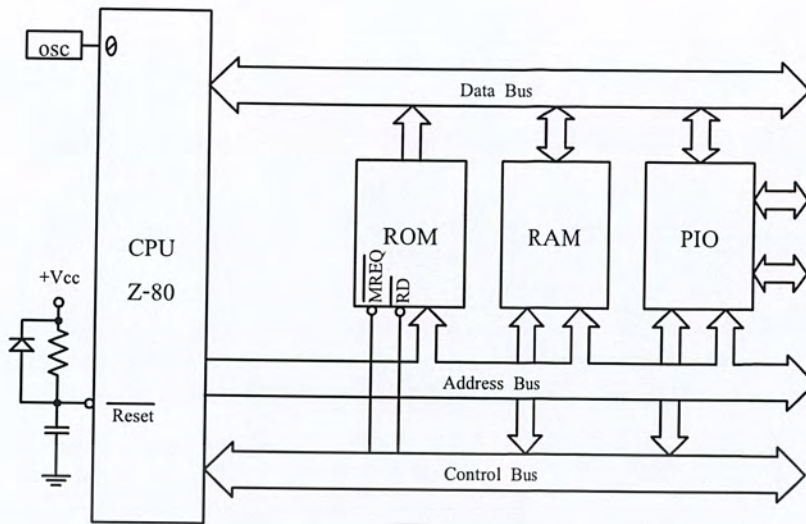 osc
Ø
Data Bus
ROM
RAM
PIO
CPU
Z-80
MREQ
RD
+Vcc
Address Bus
Reset
Control Bus